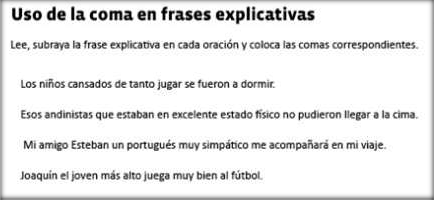 Uso de la coma en frases explicativas
Lee, subraya la frase explicativa en cada oración y coloca las comas correspondientes.
Los niños cansados de tanto jugar se fueron a dormir.
Esos andinistas que estaban en excelente estado físico no pudieron llegar a la cima.
Mi amigo Esteban un portugués muy simpático me acompañará en mi viaje.
Joaquín el joven más alto juega muy bien al fútbol.